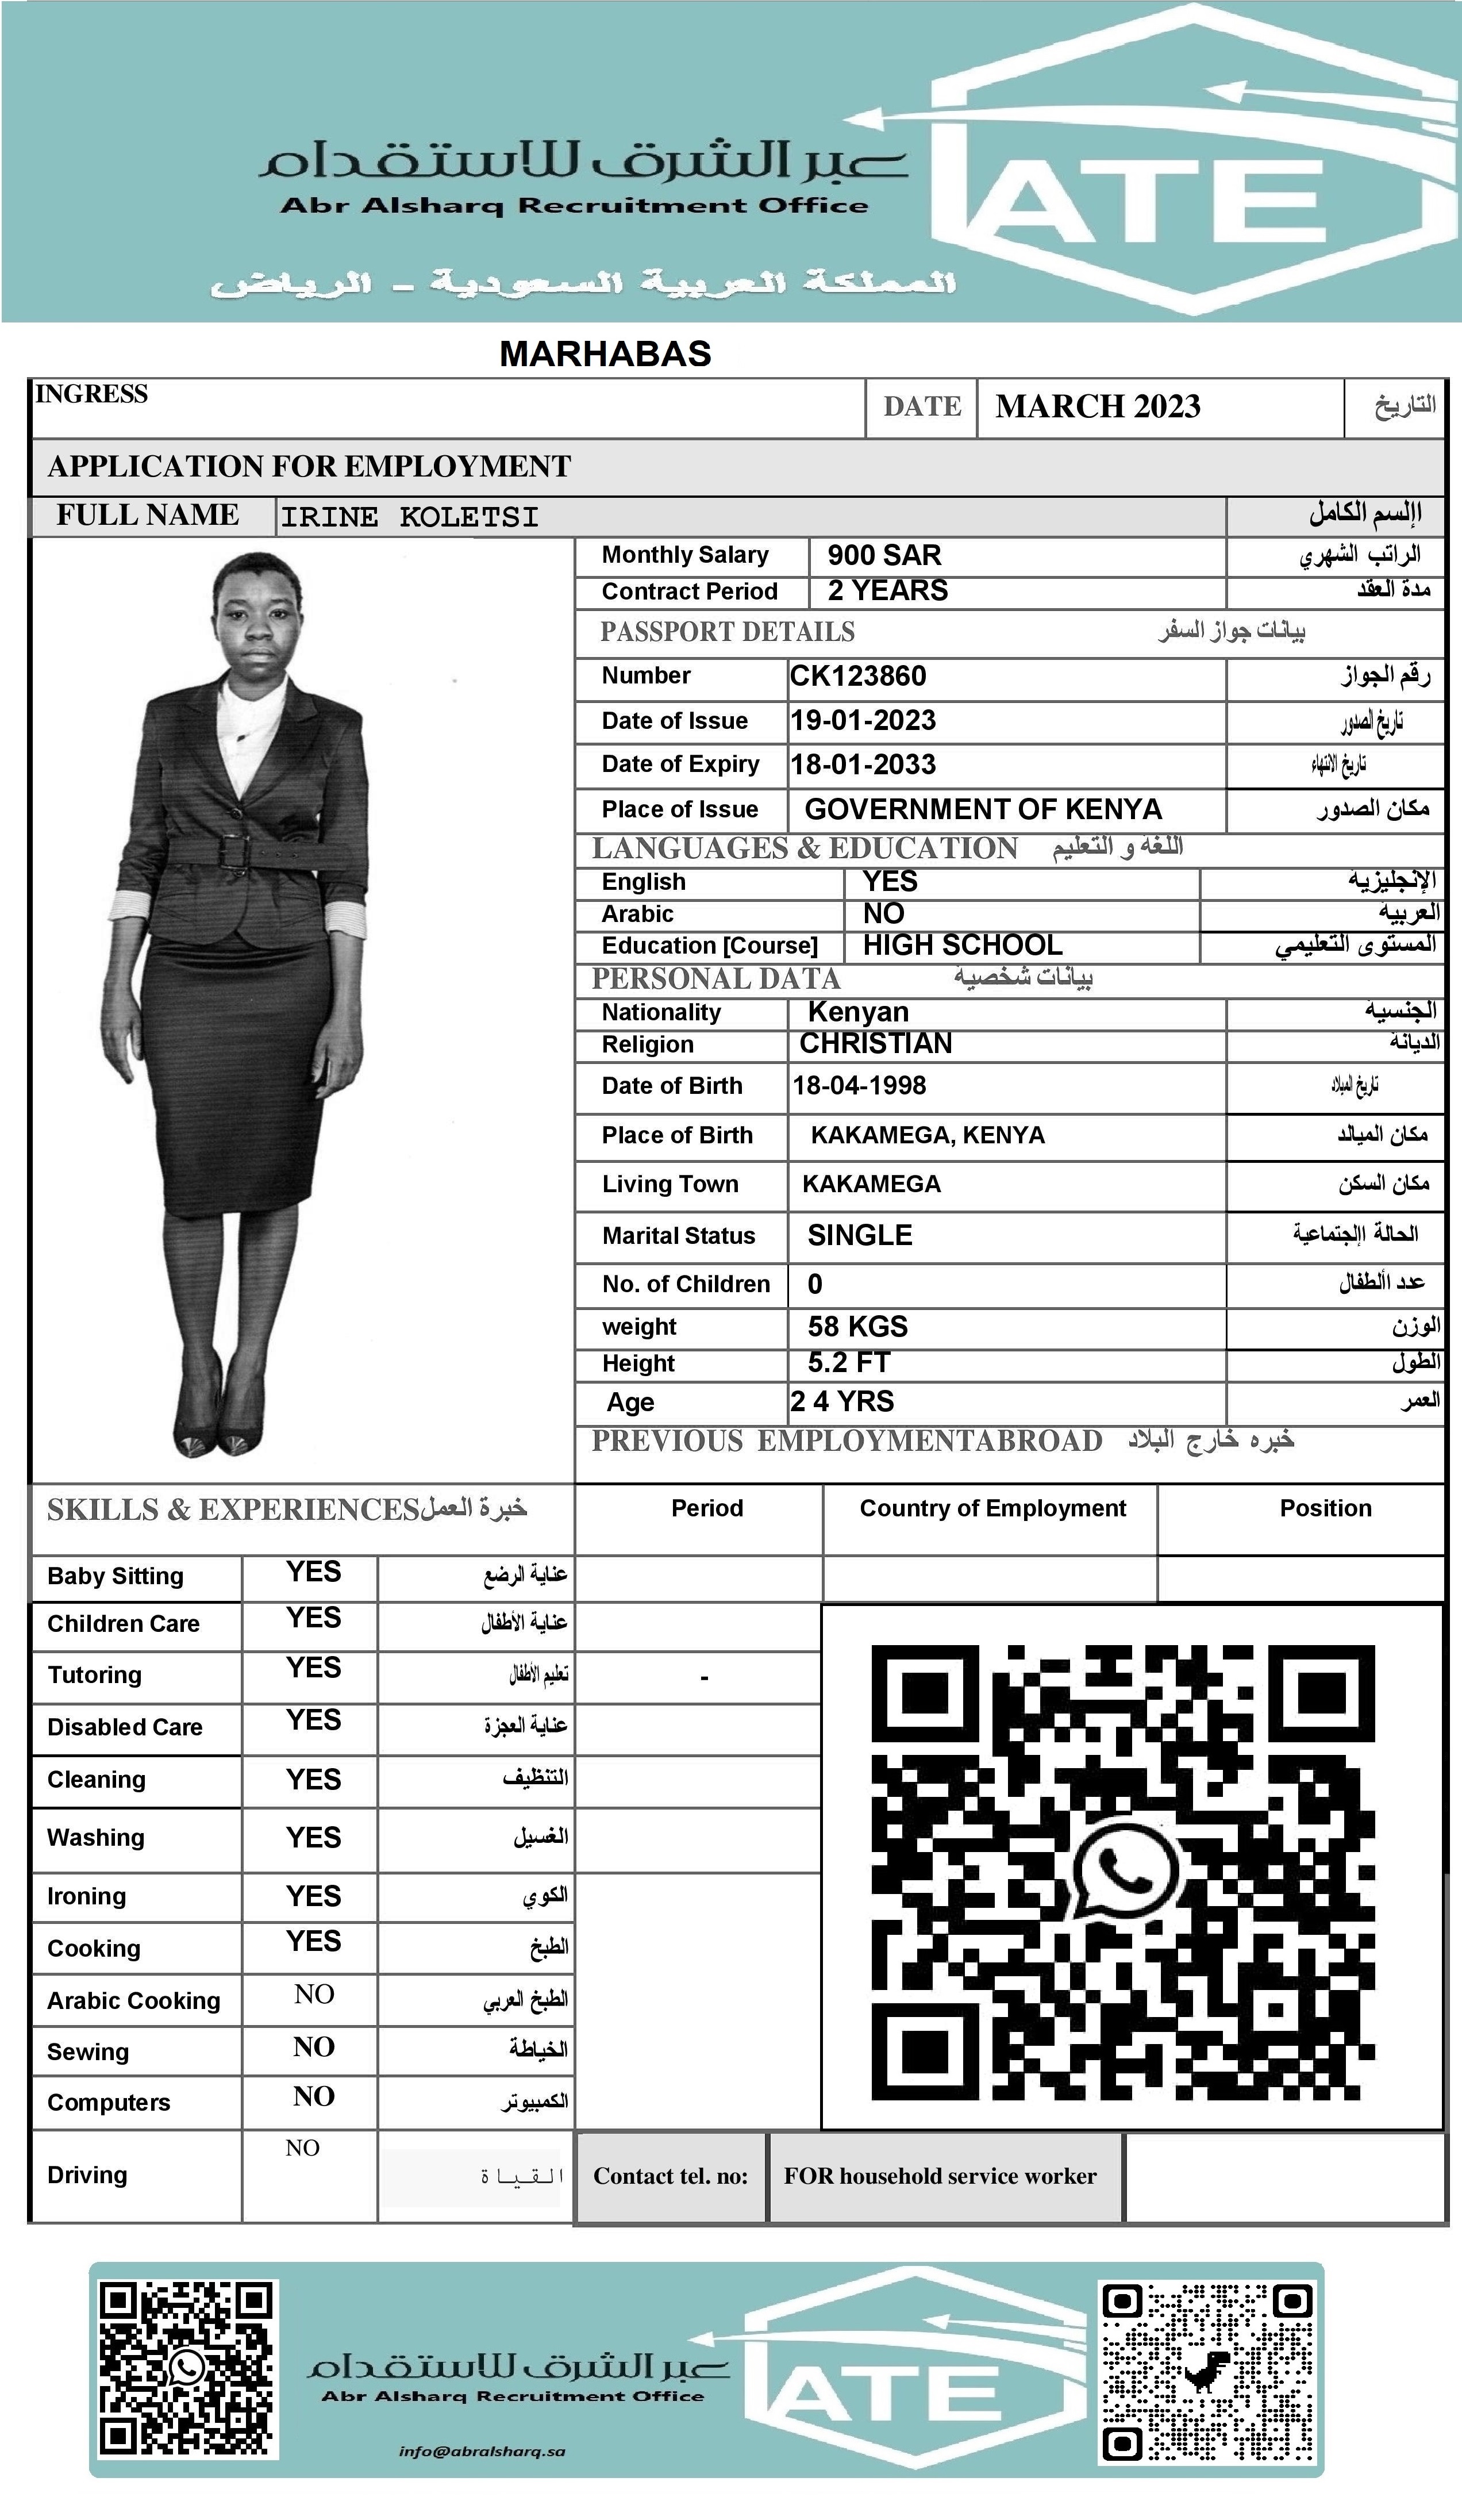 عبر الشرق للاستقدام
Abr Alsharq Recruitment Office
المملكة العربية السعودية - الرياض
ATE
MARHABAS
INGRESS
DATE MARCH 2023 التاريخ
APPLICATION FOR EMPLOYMENT
FULL NAME IRINE KOLETSI اإلسم الكامل
Monthly Salary 900 SAR الراتب الشهري
Contract Period 2 YEARS مدة العقد
PASSPORT DETAILS بيانات جواز السفر
Number CK123860 رقم الجواز
Date of Issue 19-01-2023 تاريخ الصدور
Date of Expiry 18-01-2033 تاريخ الانتهاء
Place of Issue GOVERNMENT OF KENYA مكان الصدور
LANGUAGES & EDUCATION اللغة و التعليم
English YES الإنجليزية
Arabic NO العربية
Education [Course] HIGH SCHOOL المستوى التعليمي
PERSONAL DATA بيانات شخصية
Nationality Kenyan الجنسية
Religion CHRISTIAN الديانة
Date of Birth 18-04-1998 تاريخ الميلاد
Place of Birth KAKAMEGA, KENYA مكان الميالد
Living Town KAKAMEGA مكان السكن
Marital Status SINGLE الحالة اإلجتماعية
No. of Children 0 عدد األطفال
weight 58 KGS الوزن
Height 5.2 FT الطول
Age 2 4 YRS العمر
PREVIOUS EMPLOYMENTABROAD خبره خارج البلاد
SKILLS & EXPERIENCES خبرة العمل
Period Country of Employment Position
Baby Sitting YES عناية الرضع
Children Care YES عناية الأطفال
Tutoring YES تعليم الأطفال -
Disabled Care YES عناية العجزة
Cleaning YES التنظيف
Washing YES الغسيل
Ironing YES الكوي
Cooking YES الطبخ
Arabic Cooking NO الطبخ العربي
Sewing NO الخياطة
Computers NO الكمبيوتر
Driving NO القياة
Contact tel. no: FOR household service worker
عبر الشرق للاستقدام
Abr Alsharq Recruitment Office
ATE
info@abralsharq.sa